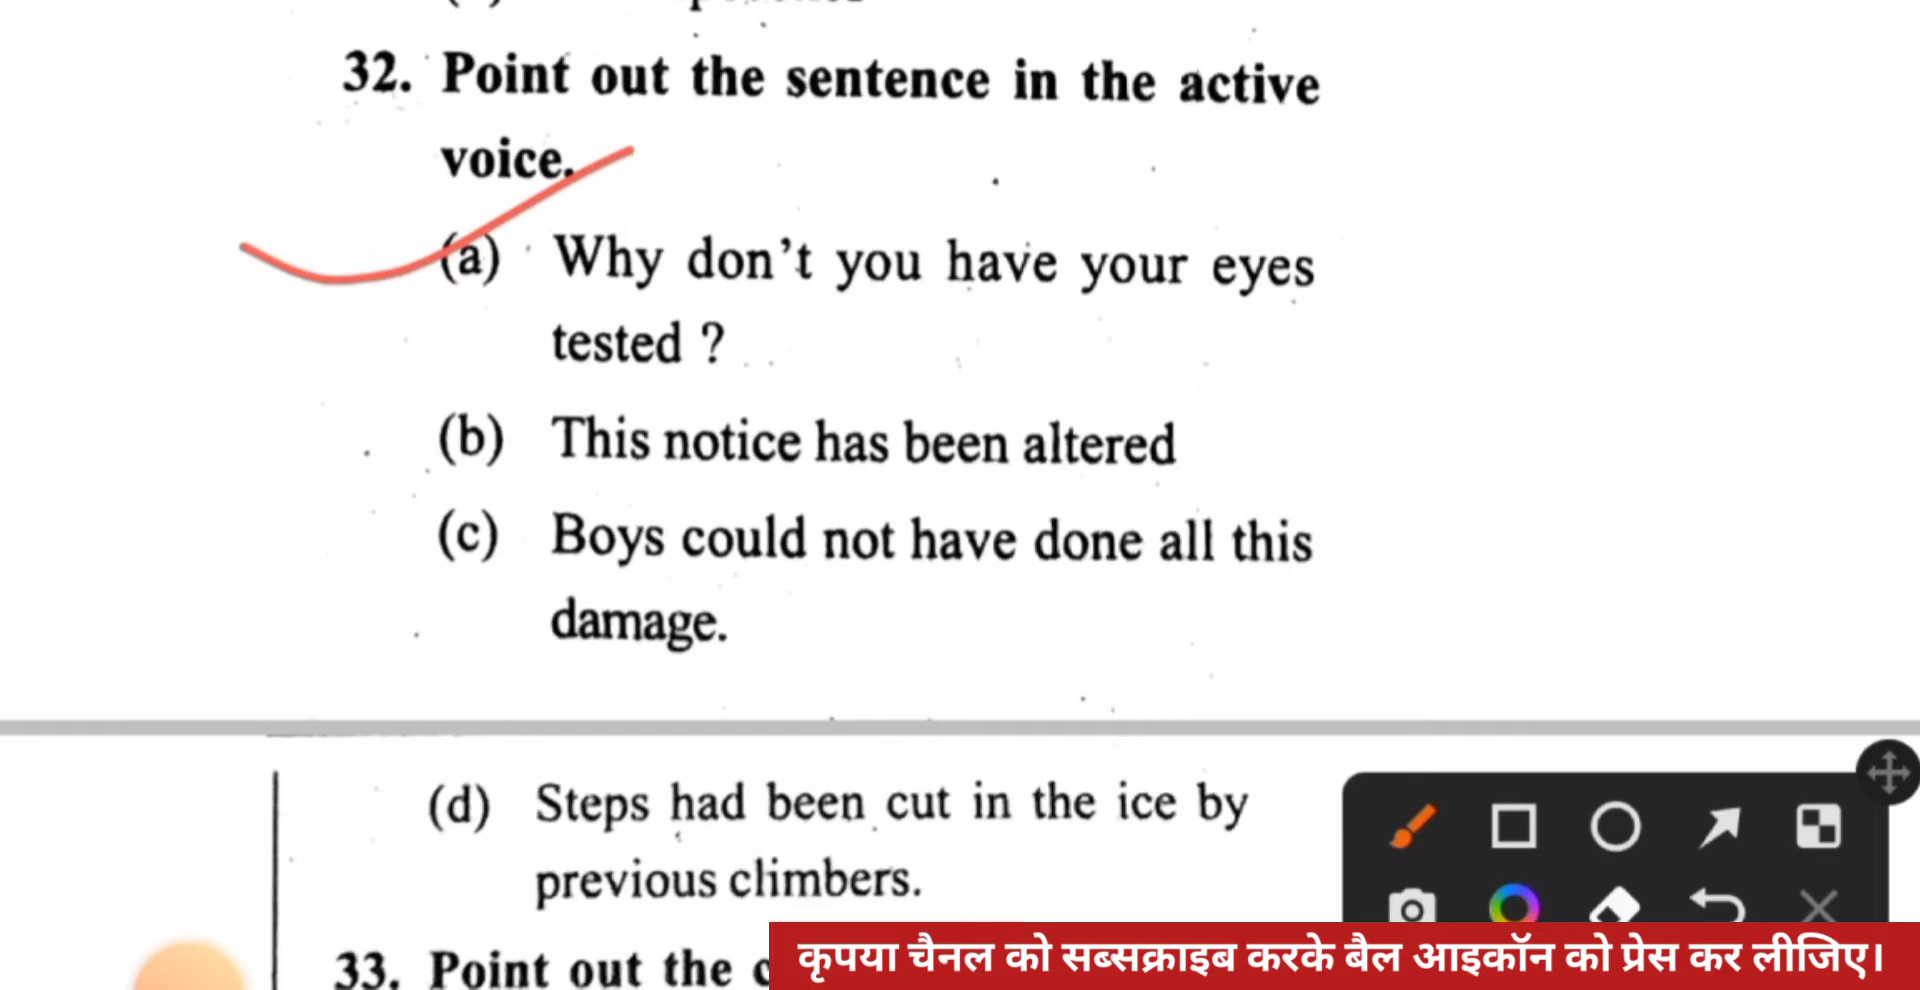 32. Point out the sentence in the active
voice.
(a) Why don't you have your eyes
tested ?
(b) This notice has been altered
(c) Boys could not have done all this
damage.
(d) Steps had been cut in the ice by
previous climbers.
33. Point out the
कृपया चैनल को सब्सक्राइब करके बैल आइकॉन को प्रेस कर लीजिए।